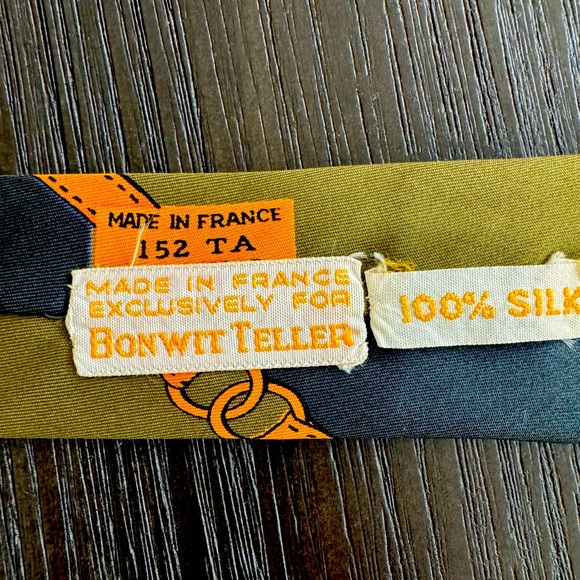 MADE IN FRANCE
152 TA
MADE IN FRANCE
EXCLUSIVELY FOR
BONWIT TELLER
100% SILK